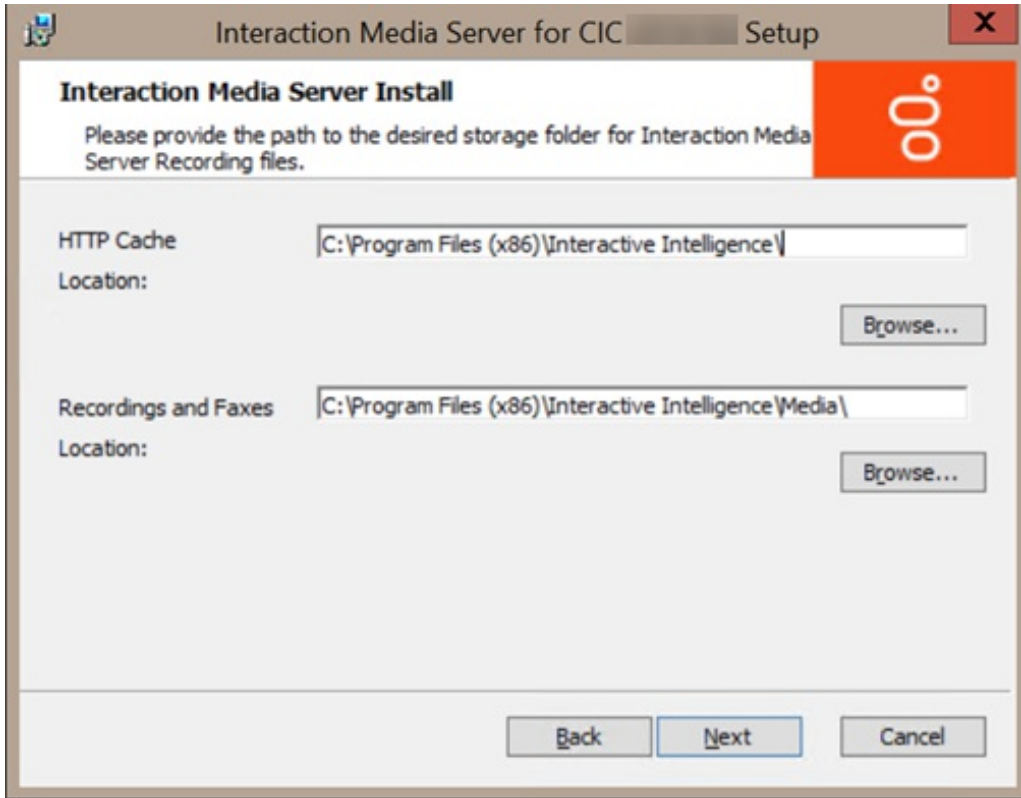 Interaction Media Server for CIC Setup
X
Interaction Media Server Install
Please provide the path to the desired storage folder for Interaction Media
Server Recording files.
HTTP Cache C:\Program Files (x86)\Interactive Intelligence\
Location:
Browse...
Recordings and Faxes C:\Program Files (x86)\Interactive Intelligence\Media\
Location:
Browse...
Back Next Cancel